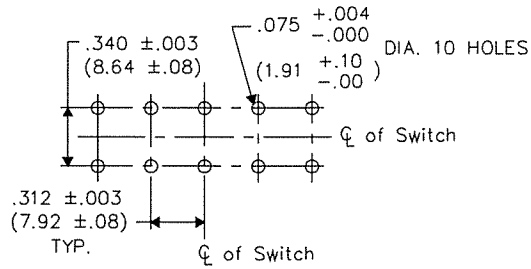 .340 ±.003
(8.64 ±.08)
.075 +.004 -.000 DIA. 10 HOLES
(1.91 +.10 -.00 )
℄ of Switch
.312 ±.003
(7.92 ±.08)
TYP.
℄ of Switch